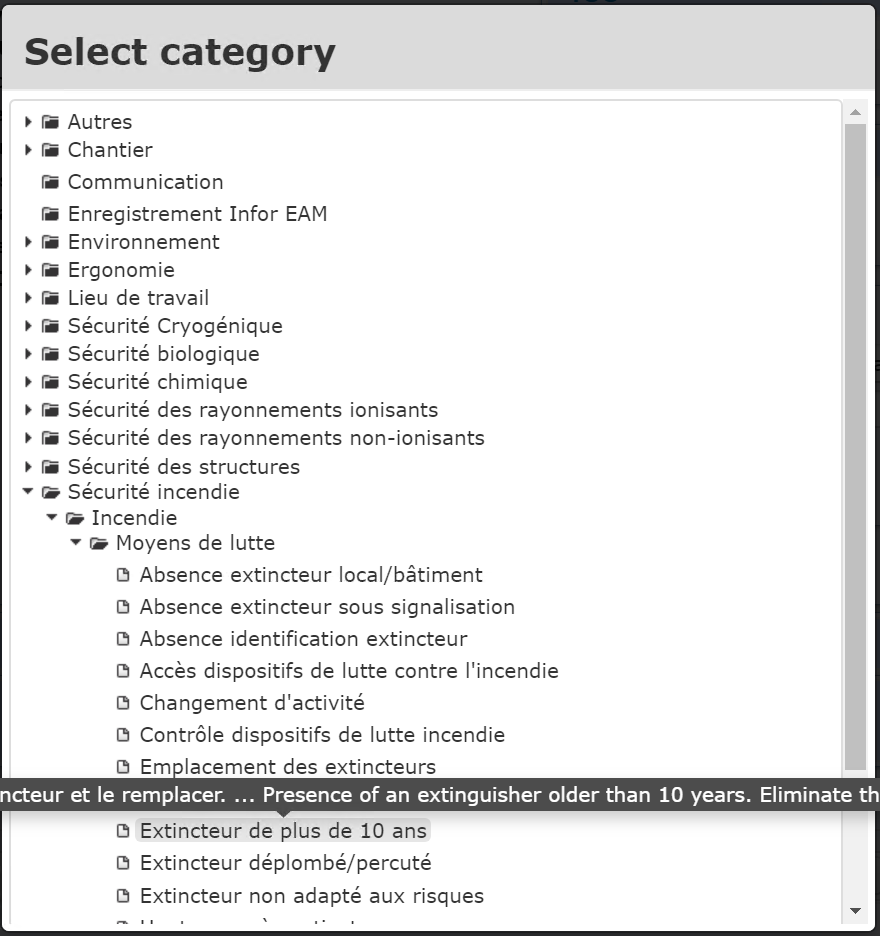 Select category
Autres
Chantier
Communication
Enregistrement Infor EAM
Environnement
Ergonomie
Lieu de travail
Sécurité Cryogénique
Sécurité biologique
Sécurité chimique
Sécurité des rayonnements ionisants
Sécurité des rayonnements non-ionisants
Sécurité des structures
Sécurité incendie
Incendie
Moyens de lutte
Absence extincteur local/bâtiment
Absence extincteur sous signalisation
Absence identification extincteur
Accès dispositifs de lutte contre l'incendie
Changement d'activité
Contrôle dispositifs de lutte incendie
Emplacement des extincteurs
ncteur et le remplacer. ... Presence of an extinguisher older than 10 years. Eliminate th
Extincteur de plus de 10 ans
Extincteur déplombé/percuté
Extincteur non adapté aux risques